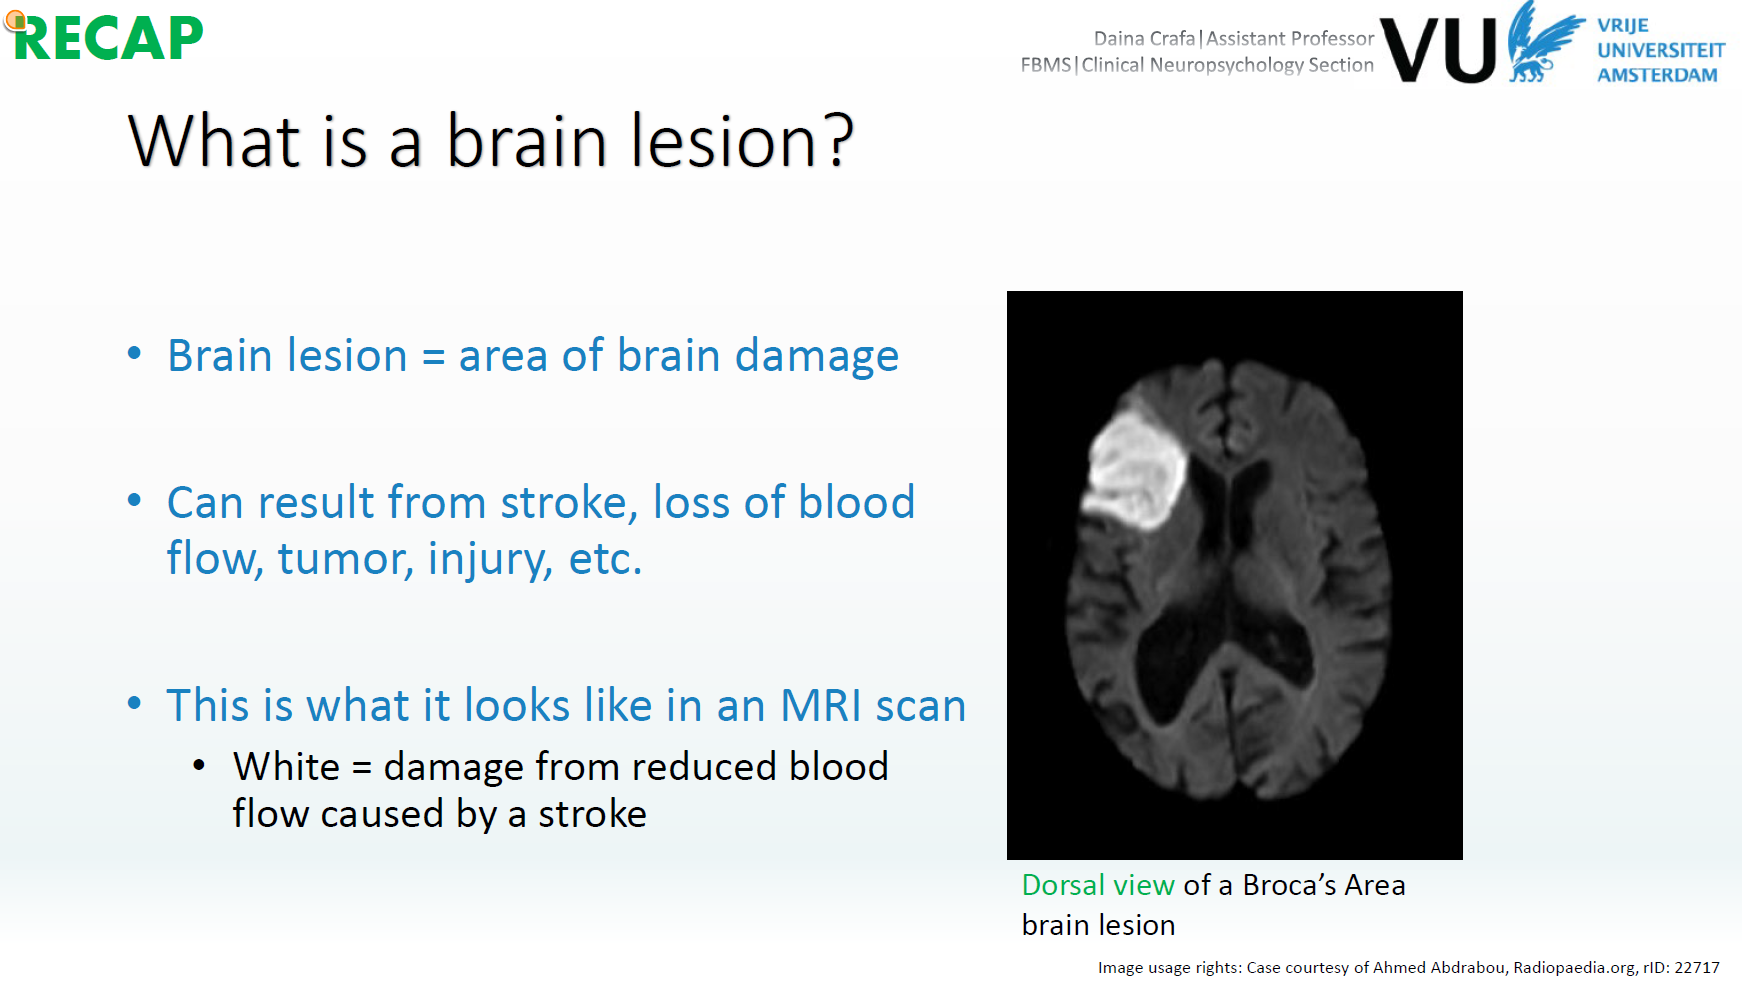 RECAP
Daina Crafa|Assistant Professor
FBMS|Clinical Neuropsychology Section
VU
VRIJE
UNIVERSITEIT
AMSTERDAM
What is a brain lesion?
• Brain lesion = area of brain damage
• Can result from stroke, loss of blood
flow, tumor, injury, etc.
• This is what it looks like in an MRI scan
• White = damage from reduced blood
flow caused by a stroke
Dorsal view of a Broca’s Area
brain lesion
Image usage rights: Case courtesy of Ahmed Abdrabou, Radiopaedia.org, rID: 22717